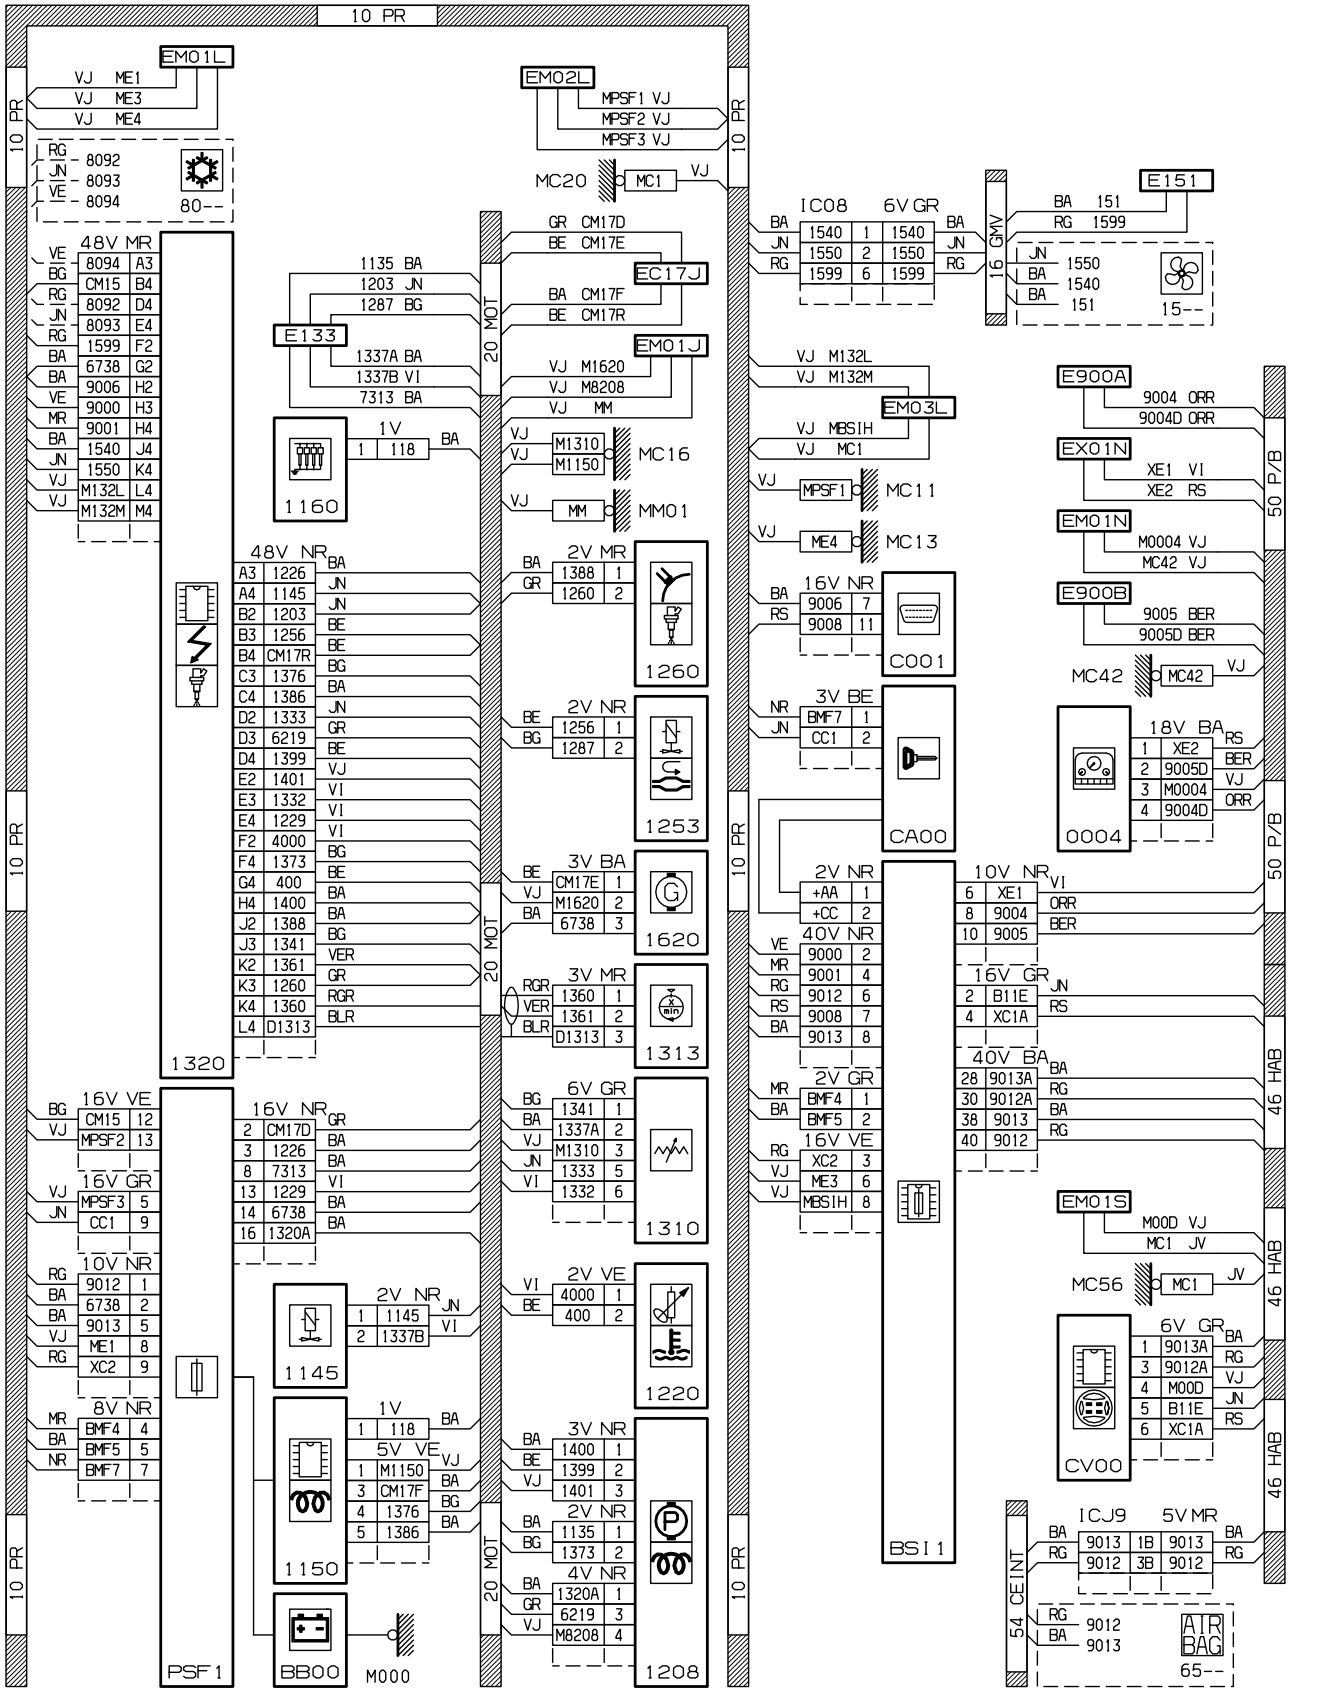 10 PR
EM01L
VJ ME1
VJ ME3
VJ ME4
10 PR
RG 8092
JN 8093
VE 8094
80--
48V MR
VE 8094 A3
BG CM15 B4
RG 8092 D4
JN 8093 E4
RG 1599 F2
BA 6738 G2
BA 9006 H2
VE 9000 H3
MR 9001 H4
BA 1540 J4
JN 1550 K4
VJ M132L L4
VJ M132M M4
48V NR
A3 1226 BA
A4 1145 JN
B2 1203 JN
B3 1256 BE
B4 CM17R BE
C3 1376 BG
C4 1386 BA
D2 1333 JN
D3 6219 GR
D4 1399 BE
E2 1401 VJ
E3 1332 VI
E4 1229 VI
F2 4000 VI
F4 1373 BG
G4 400 BE
H4 1400 BA
J2 1388 BA
J3 1341 BG
K2 1361 VER
K3 1260 GR
K4 1360 RGR
L4 D1313 BLR
1320
10 PR
16V VE
BG CM15 12
VJ MPSF2 13
16V GR
VJ MPSF3 5
JN CC1 9
10V NR
RG 9012 1
BA 6738 2
BA 9013 5
VJ ME1 8
RG XC2 9
8V NR
MR BMF4 4
BA BMF5 5
NR BMF7 7
10 PR
16V NR
2 CM17D GR
3 1226 BA
8 7313 BA
13 1229 VI
14 6738 BA
16 1320A BA
PSF1
1135 BA
1203 JN
1287 BG
E133
1337A BA
1337B VI
7313 BA
1V
1 118 BA
1160
2V NR
1 1145 JN
2 1337B VI
1145
1V
1 118 BA
5V VE
1 M1150 VJ
3 CM17F BA
4 1376 BG
5 1386 BA
1150
BB00
M000
20 MOT
20 MOT
20 MOT
EM02L
MPSF1 VJ
MPSF2 VJ
MPSF3 VJ
10 PR
MC20 MC1 VJ
GR CM17D
BE CM17E
EC17J
BA CM17F
BE CM17R
EM01J
VJ M1620
VJ M8208
VJ MM
VJ M1310
VJ M1150
MC16
VJ MM MM01
2V MR
BA 1388 1
GR 1260 2
1260
2V NR
BE 1256 1
BG 1287 2
1253
3V BA
BE CM17E 1
VJ M1620 2
BA 6738 3
1620
3V MR
RGR 1360 1
VER 1361 2
BLR D1313 3
1313
6V GR
BG 1341 1
BA 1337A 2
VJ M1310 3
JN 1333 5
VI 1332 6
1310
2V VE
VI 4000 1
BE 400 2
1220
3V NR
BA 1400 1
BE 1399 2
VJ 1401 3
2V NR
BA 1135 1
BG 1373 2
4V NR
BA 1320A 1
GR 6219 3
VJ M8208 4
P
1208
10 PR
10 PR
IC08 6V GR
BA 1540 1 1540 BA
JN 1550 2 1550 JN
RG 1599 6 1599 RG
16 GMV
E151
BA 151
RG 1599
JN 1550
BA 1540
BA 151
15--
VJ M132L
VJ M132M
EM03L
VJ MBSIH
VJ MC1
VJ MPSF1 MC11
VJ ME4 MC13
16V NR
BA 9006 7
RS 9008 11
C001
3V BE
NR BMF7 1
JN CC1 2
CA00
2V NR
+AA 1
+CC 2
40V NR
VE 9000 2
MR 9001 4
RG 9012 6
RS 9008 7
BA 9013 8
2V GR
MR BMF4 1
BA BMF5 2
16V VE
RG XC2 3
VJ ME3 6
VJ MBSIH 8
BSI1
10V NR
6 XE1 VI
8 9004 ORR
10 9005 BER
16V GR
2 B11E JN
4 XC1A RS
40V BA
28 9013A BA
30 9012A RG
38 9013 BA
40 9012 RG
E900A
9004 ORR
9004D ORR
EX01N
XE1 VI
XE2 RS
50 P/B
EM01N
M0004 VJ
MC42 VJ
E900B
9005 BER
9005D BER
MC42 MC42 VJ
18V BA
1 XE2 RS
2 9005D BER
3 M0004 VJ
4 9004D ORR
0004
50 P/B
46 HAB
EM01S
M00D VJ
MC1 JV
MC56 MC1 JV
46 HAB
6V GR
1 9013A BA
3 9012A RG
4 M00D VJ
5 B11E JN
6 XC1A RS
CV00
46 HAB
54 CEINT
ICJ9 5V MR
BA 9013 1B 9013 BA
RG 9012 3B 9012 RG
RG 9012
BA 9013
AIR
BAG
65--
G
x
min